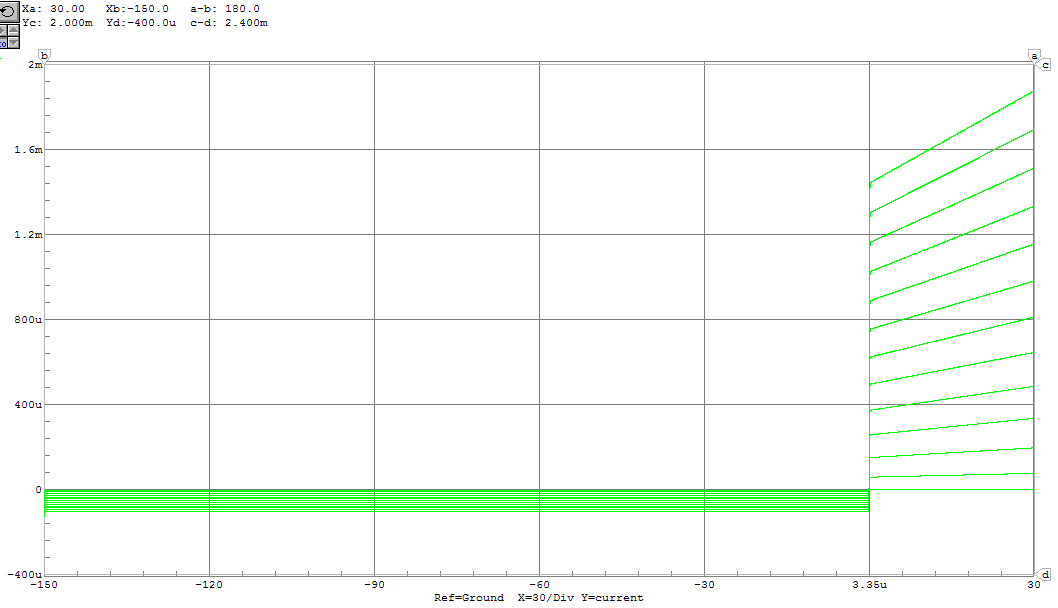 Xa: 30.00 Xb:-150.0 a-b: 180.0
Yc: 2.000m Yd:-400.0u c-d: 2.400m
b a
2m c
1.6m
1.2m
800u
400u
0
-400u d
-150 -120 -90 -60 -30 3.35u 30
Ref=Ground X=30/Div Y=current